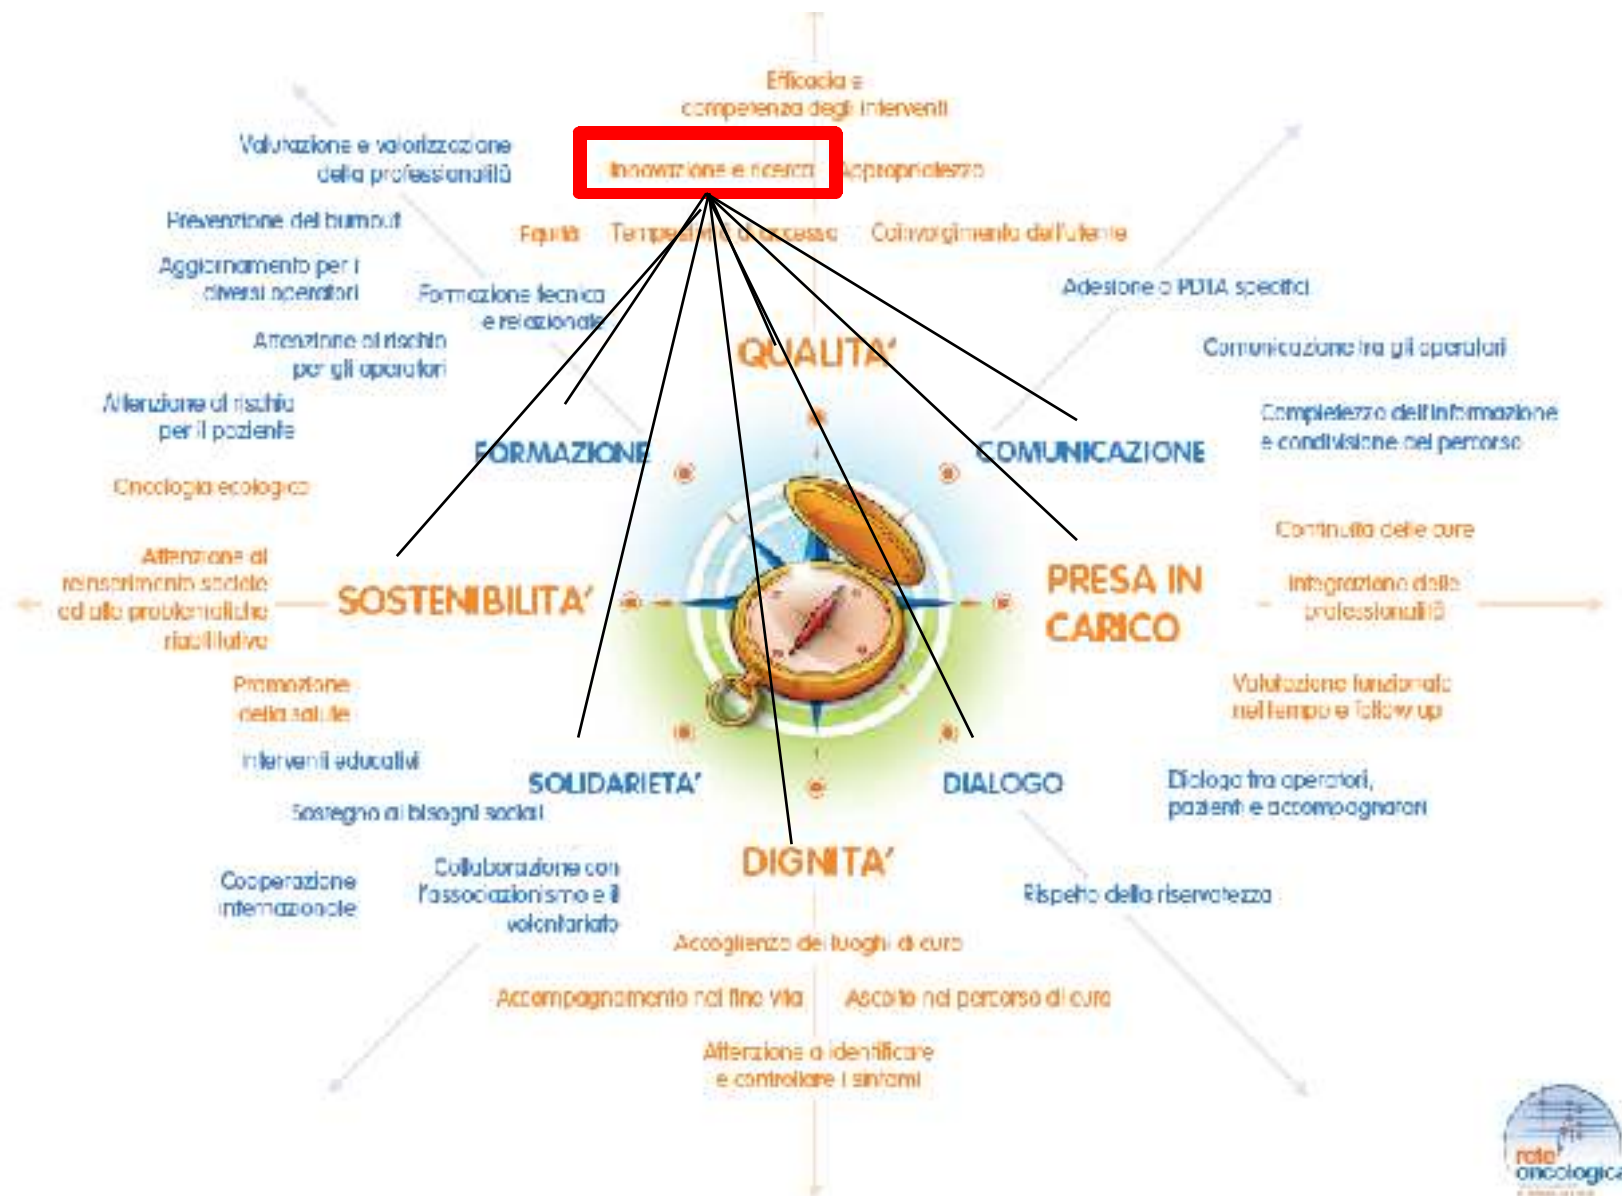 Efficacia e
competenza degli interventi
Innovazione e ricerca
Appropriatezza
Equità
Tempestività di accesso
Coinvolgimento dell'utente
QUALITA'
Valutazione e valorizzazione
della professionalità
Prevenzione del burnout
Aggiornamento per i
diversi operatori
Formazione tecnica
e relazionale
Attenzione al rischio
per gli operatori
FORMAZIONE
Adesione a PDTA specifici
Comunicazione tra gli operatori
Completezza dell'informazione
e condivisione del percorso
COMUNICAZIONE
Attenzione al rischio
per il paziente
Oncologia ecologica
Attenzione al
reinserimento sociale
ed alle problematiche
riabilitative
Promozione
della salute
SOSTENIBILITA'
Continuità delle cure
Integrazione delle
professionalità
Valutazione funzionale
nel tempo e follow up
PRESA IN
CARICO
Interventi educativi
Sostegno ai bisogni sociali
Cooperazione
internazionale
Collaborazione con
l'associazionismo e il
volontariato
SOLIDARIETA'
DIALOGO
Dialogo tra operatori,
pazienti e accompagnatori
Rispetto della riservatezza
DIGNITA'
Accoglienza dei luoghi di cura
Accompagnamento nel fine vita
Ascolto nel percorso di cura
Attenzione a identificare
e controllare i sintomi
rete
oncologica